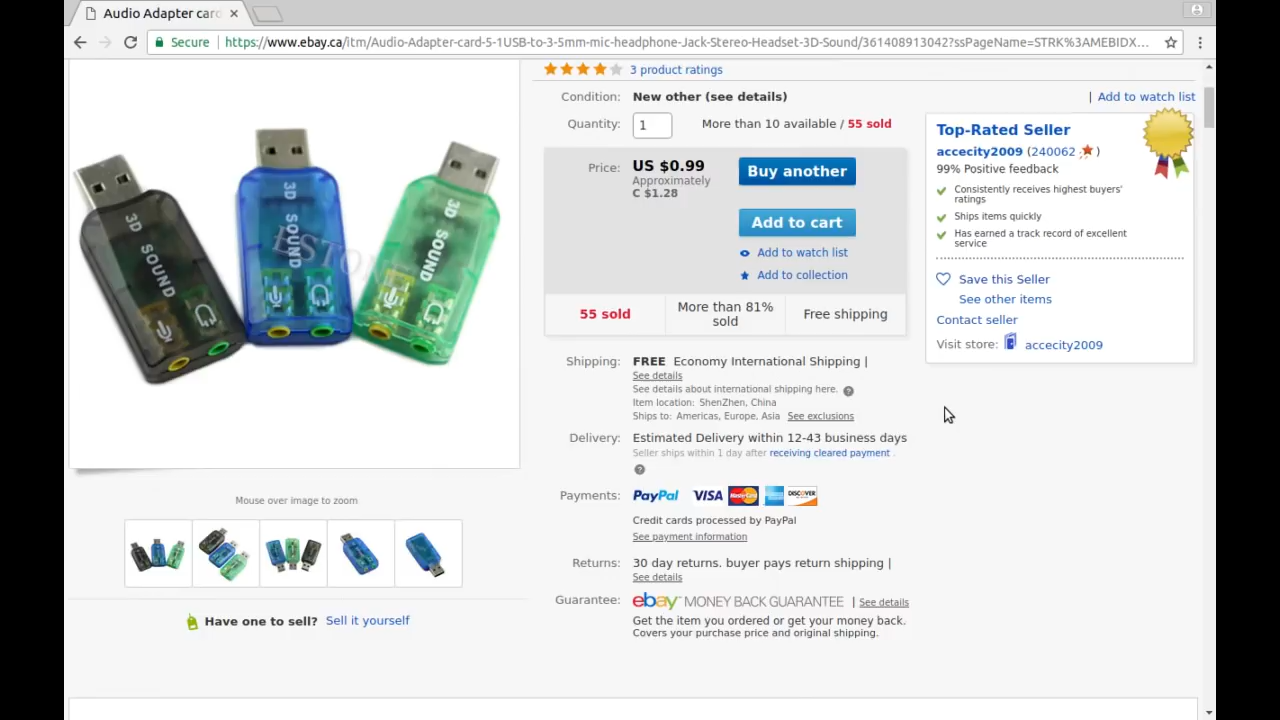 Audio Adapter card
Secure
https://www.ebay.ca/itm/Audio-Adapter-card-5-1USB-to-3-5mm-mic-headphone-Jack-Stereo-Headset-3D-Sound/361408913042?ssPageName=STRK%3AMEBIDX...
3 product ratings
Condition: New other (see details)
| Add to watch list
Quantity: 1 More than 10 available / 55 sold
Price: US $0.99
Approximately
C $1.28
Buy another
Add to cart
Add to watch list
Add to collection
55 sold
More than 81%
sold
Free shipping
Top-Rated Seller
accecity2009 (240062 )
99% Positive feedback
Consistently receives highest buyers'
ratings
Ships items quickly
Has earned a track record of excellent
service
Save this Seller
See other items
Contact seller
Visit store: accecity2009
3D SOUND
3D SOUND
3D SOUND
Shipping: FREE Economy International Shipping |
See details
See details about international shipping here. ?
Item location: ShenZhen, China
Ships to: Americas, Europe, Asia See exclusions
Delivery: Estimated Delivery within 12-43 business days
Seller ships within 1 day after receiving cleared payment .
?
Payments: PayPal VISA MasterCard DISCOVER
Credit cards processed by PayPal
See payment information
Returns: 30 day returns. buyer pays return shipping |
See details
Guarantee: ebay MONEY BACK GUARANTEE | See details
Get the item you ordered or get your money back.
Covers your purchase price and original shipping.
Mouse over image to zoom
Have one to sell? Sell it yourself